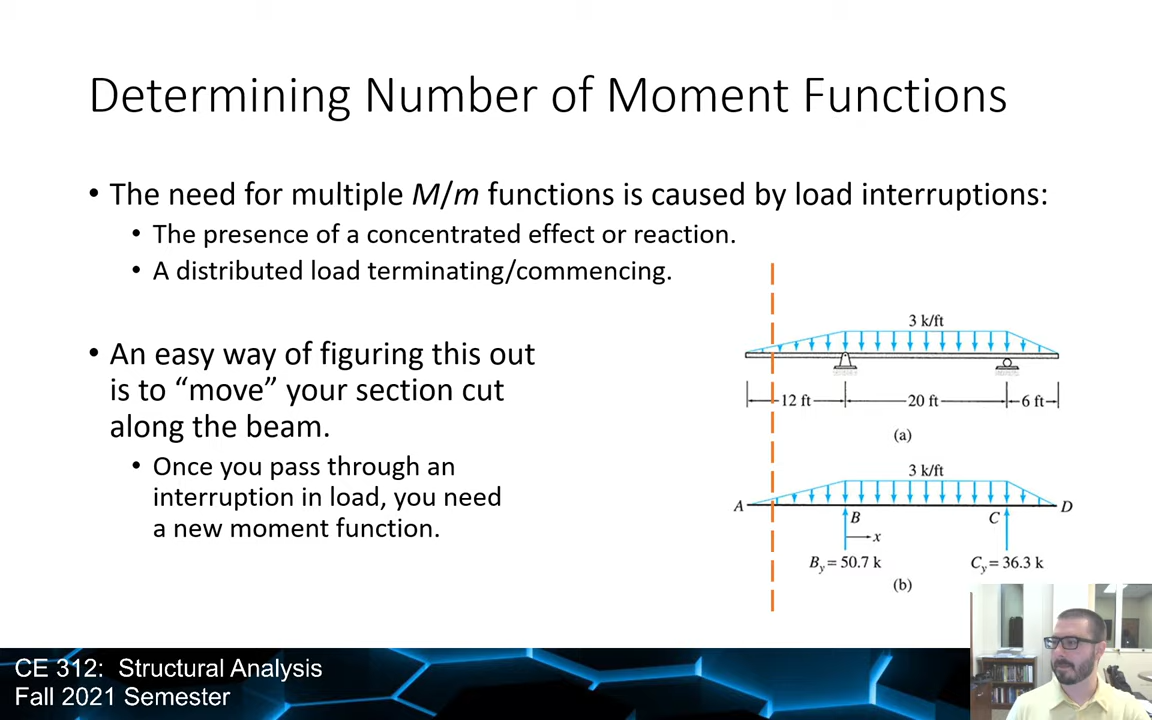 Determining Number of Moment Functions
• The need for multiple M/m functions is caused by load interruptions:
• The presence of a concentrated effect or reaction.
• A distributed load terminating/commencing.
• An easy way of figuring this out
is to “move” your section cut
along the beam.
• Once you pass through an
interruption in load, you need
a new moment function.
3 k/ft
12 ft
20 ft
6 ft
(a)
3 k/ft
A
B
C
D
x
By = 50.7 k
Cy = 36.3 k
(b)
CE 312: Structural Analysis
Fall 2021 Semester